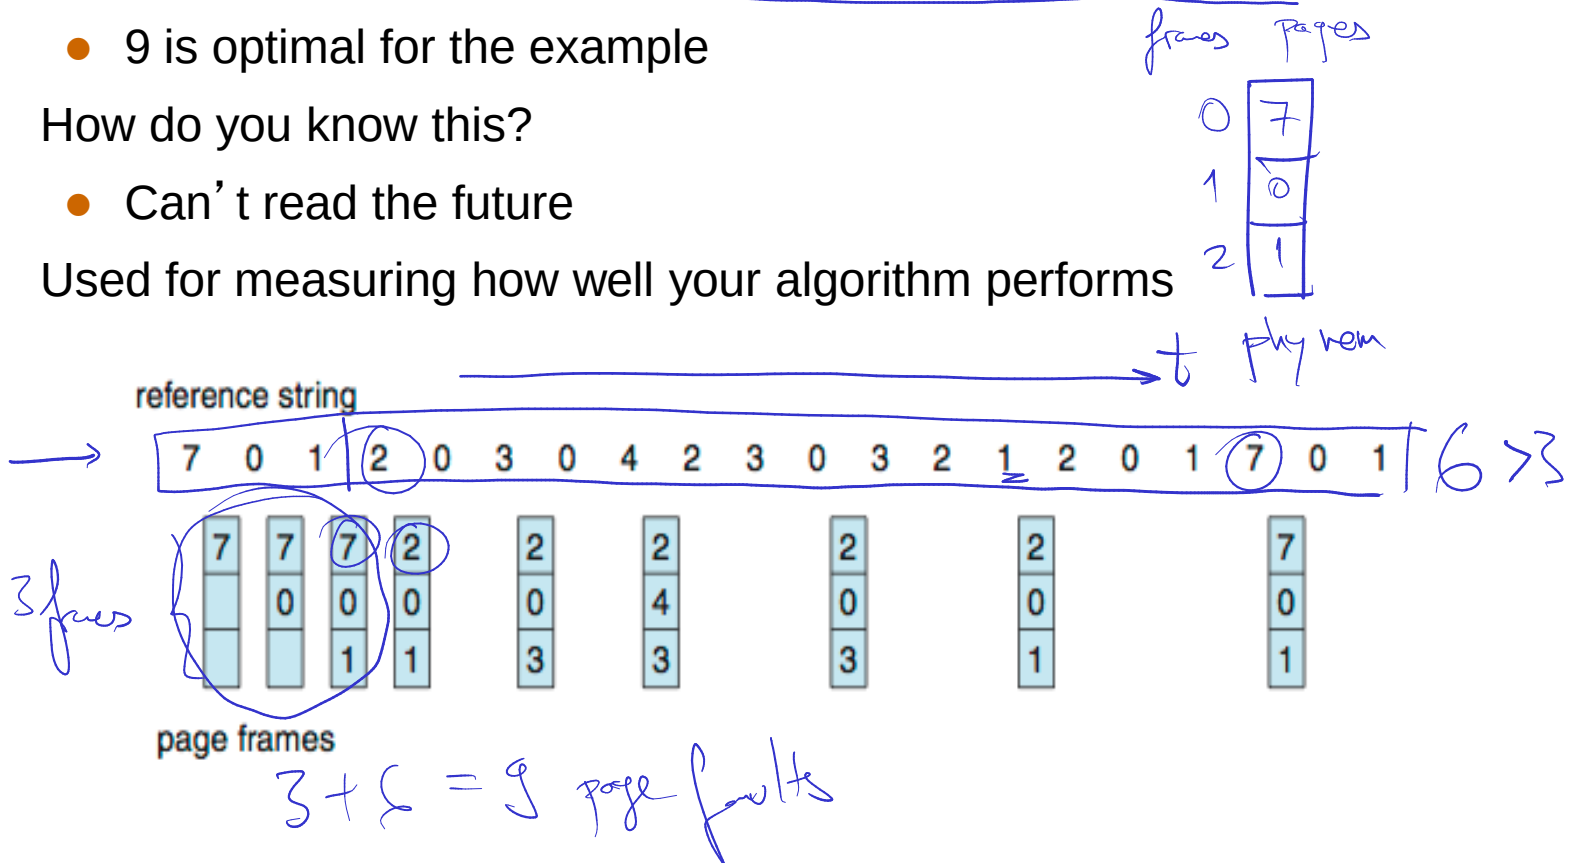 ● 9 is optimal for the example
frames pages
How do you know this?
0 7
● Can’t read the future
1 0
Used for measuring how well your algorithm performs
2 1
t phy mem
reference string
7 0 1 2 0 3 0 4 2 3 0 3 2 1 2 0 1 7 0 1 6 >3
7 7 7 2 2 2 2 2 7
0 0 0 0 4 0 0 0
1 1 3 3 3 1 1
3 frames
page frames
3 + 6 = 9 page faults